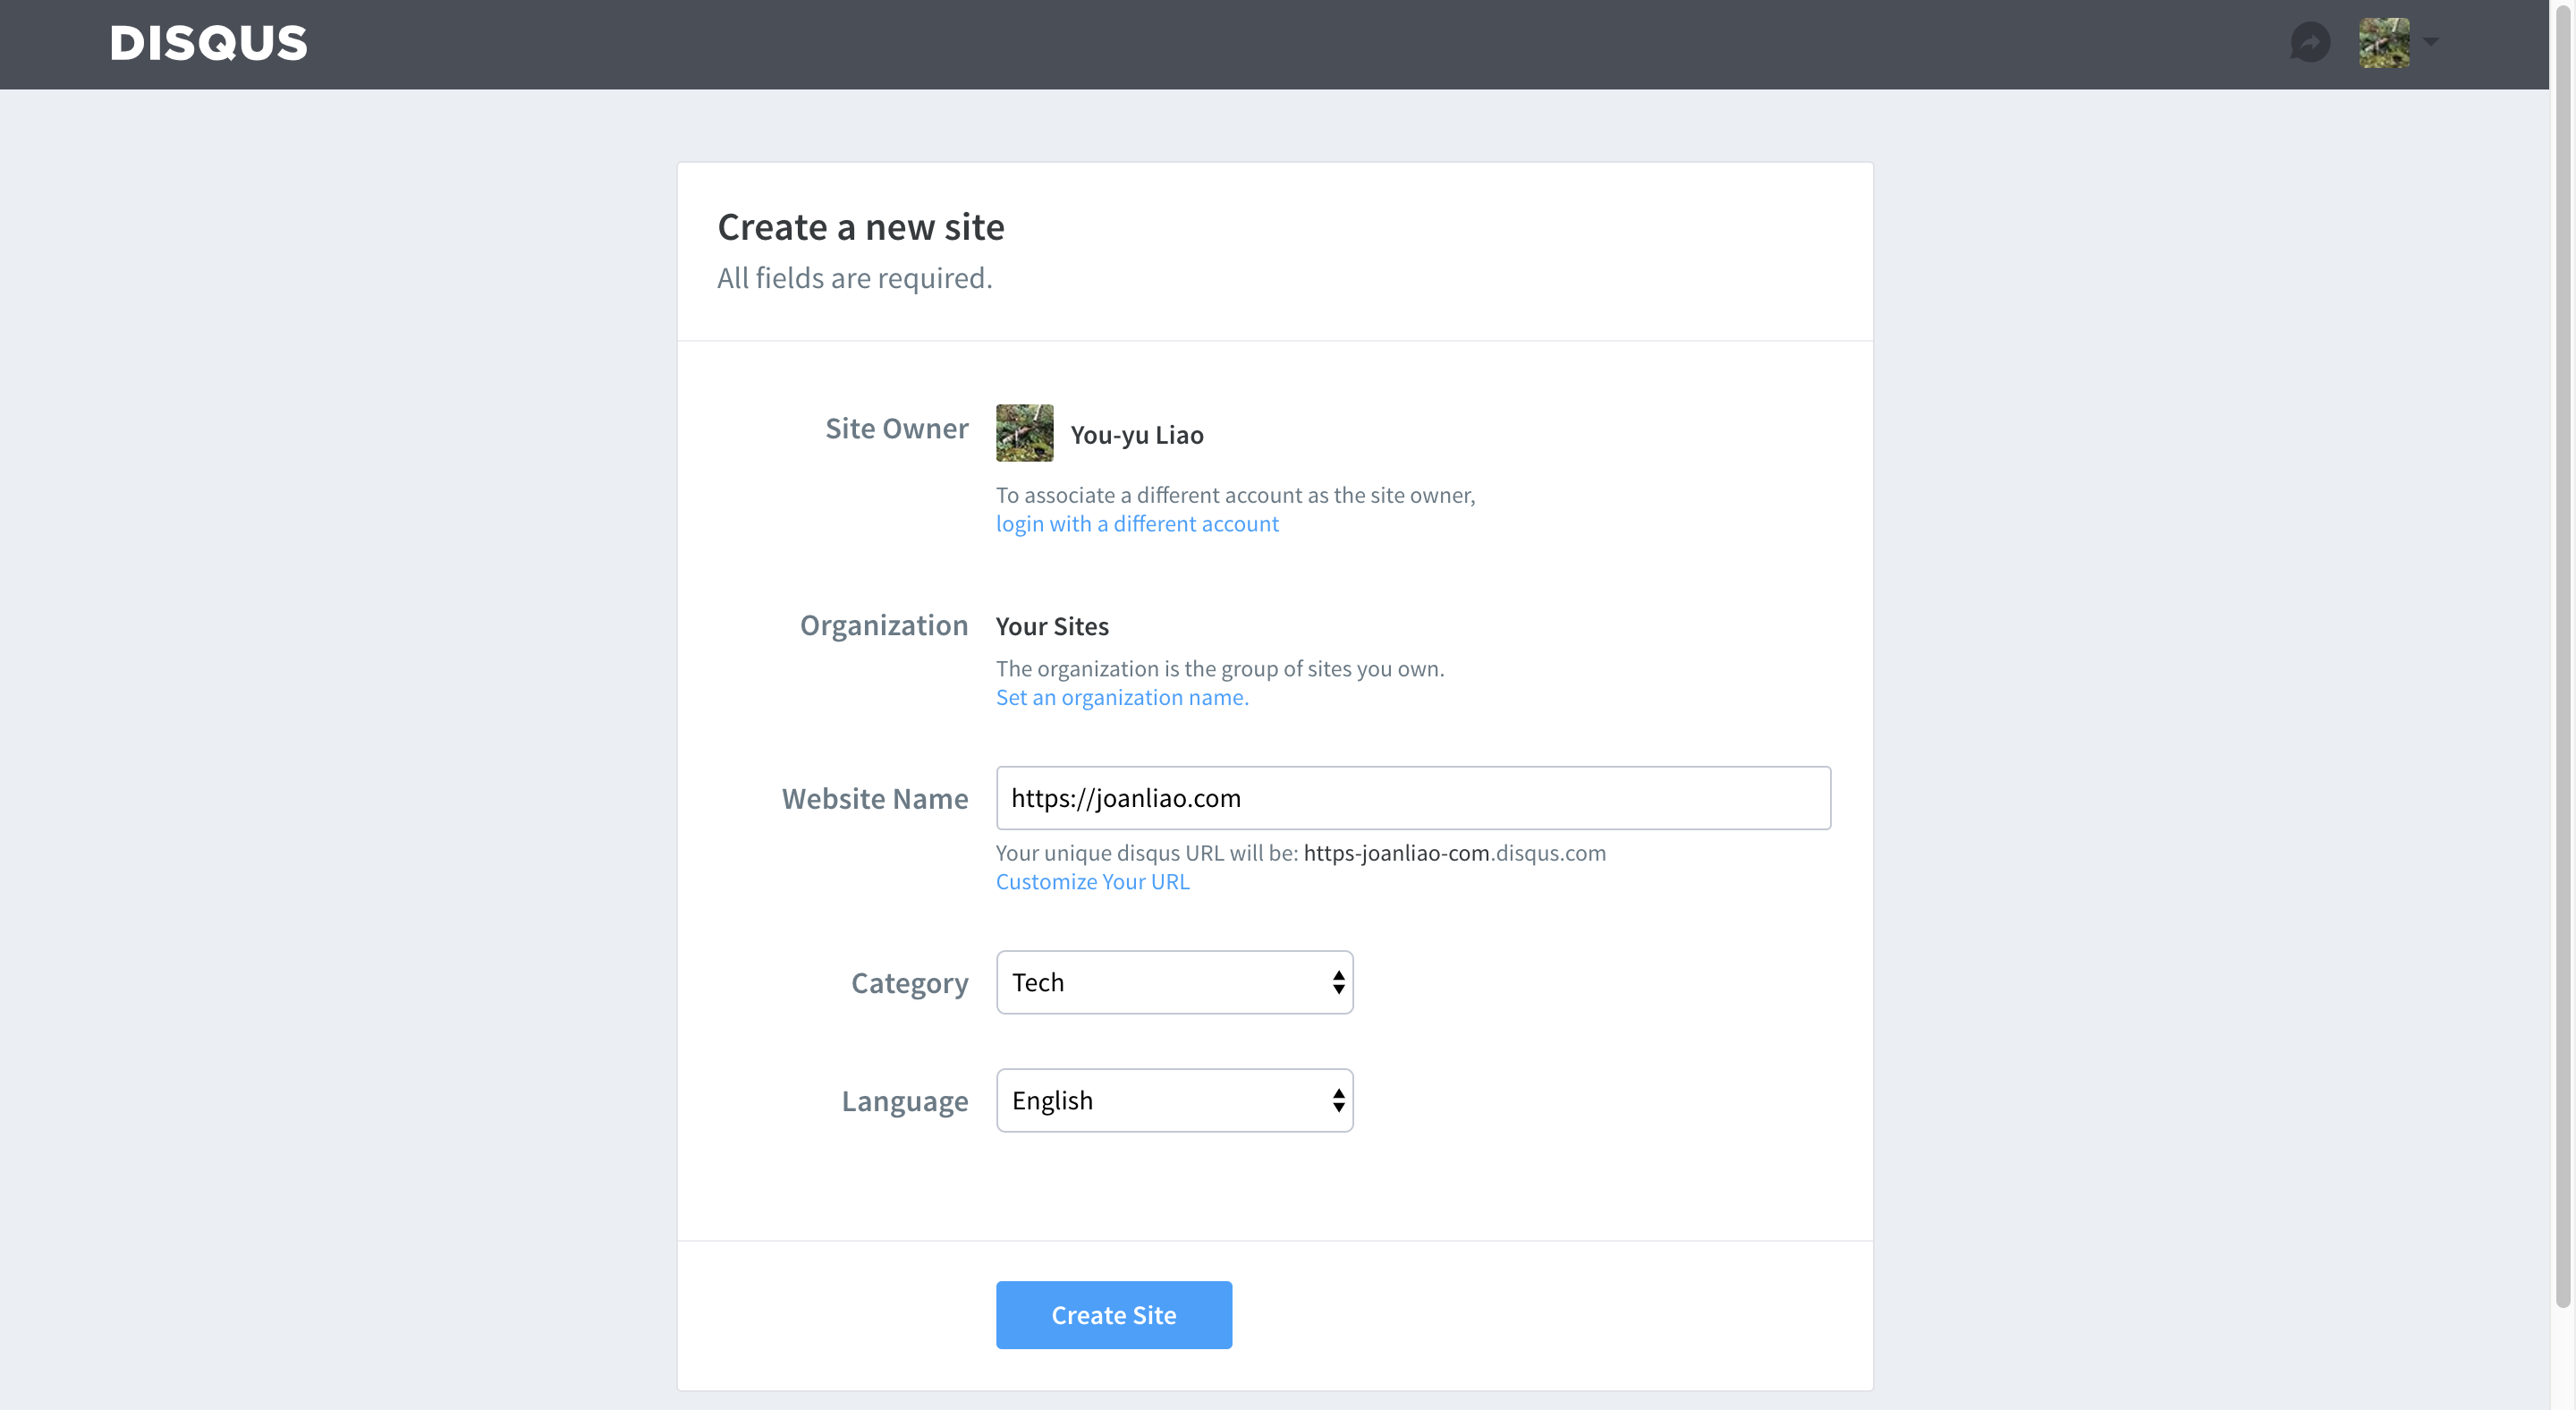 DISQUS
Create a new site
All fields are required.
Site Owner
You-yu Liao
To associate a different account as the site owner,
login with a different account
Organization
Your Sites
The organization is the group of sites you own.
Set an organization name.
Website Name
https://joanliao.com
Your unique disqus URL will be: https-joanliao-com.disqus.com
Customize Your URL
Category
Tech
Language
English
Create Site